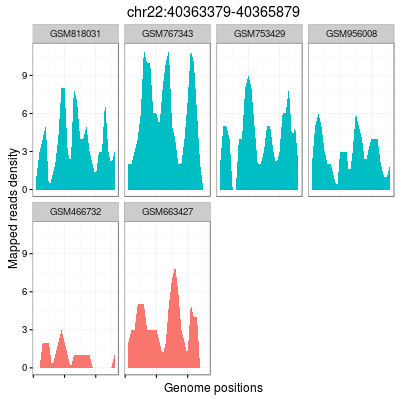 chr22:40363379-40365879
GSM818031 GSM767343 GSM753429 GSM956008
9
6
3
0
GSM466732 GSM663427
9
6
3
0
Mapped reads density
Genome positions